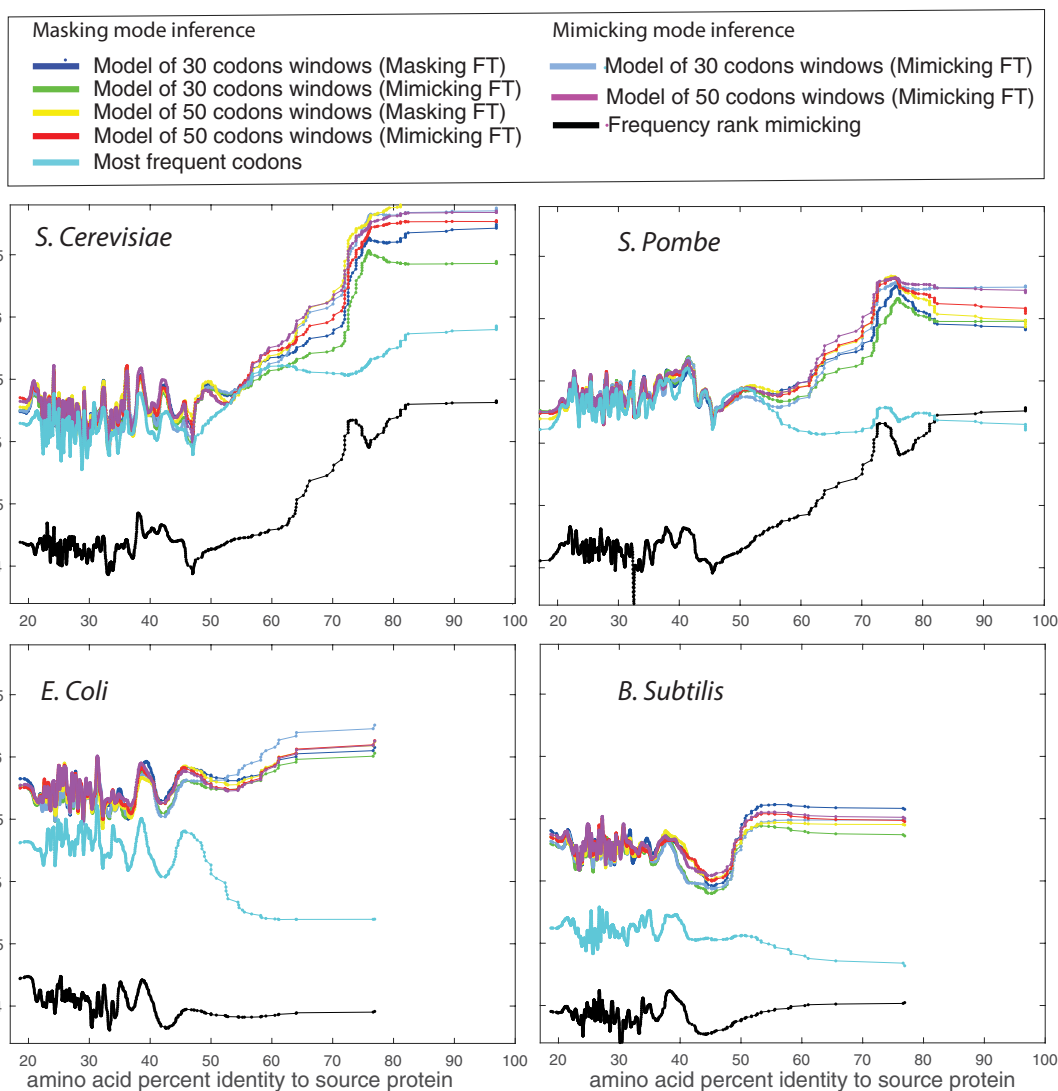 Masking mode inference
Model of 30 codons windows (Masking FT)
Model of 30 codons windows (Mimicking FT)
Model of 50 codons windows (Masking FT)
Model of 50 codons windows (Mimicking FT)
Most frequent codons
Mimicking mode inference
Model of 30 codons windows (Mimicking FT)
Model of 50 codons windows (Mimicking FT)
Frequency rank mimicking
S. Cerevisiae
20 30 40 50 60 70 80 90 100
S. Pombe
20 30 40 50 60 70 80 90 100
E. Coli
20 30 40 50 60 70 80 90 100
amino acid percent identity to source protein
B. Subtilis
20 30 40 50 60 70 80 90 100
amino acid percent identity to source protein